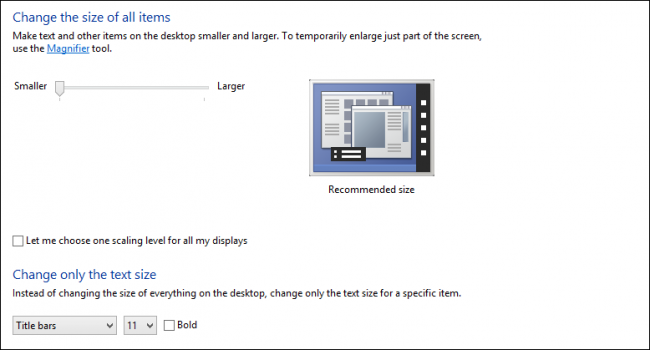 Change the size of all items
Make text and other items on the desktop smaller and larger. To temporarily enlarge just part of the screen,
use the Magnifier tool.
Smaller Larger
Recommended size
Let me choose one scaling level for all my displays
Change only the text size
Instead of changing the size of everything on the desktop, change only the text size for a specific item.
Title bars 11 Bold